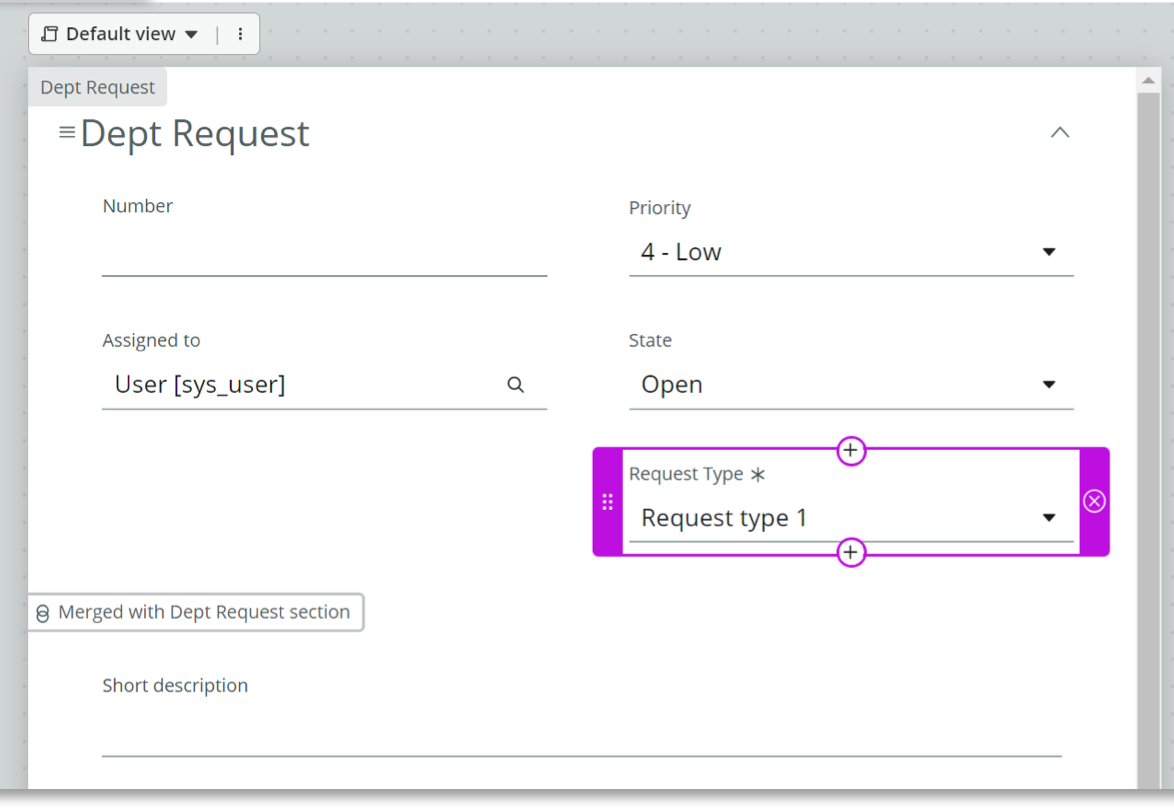 Default view
Dept Request
Dept Request
Number
Priority
4 - Low
Assigned to
State
User [sys_user]
Open
Request Type *
Request type 1
Merged with Dept Request section
Short description